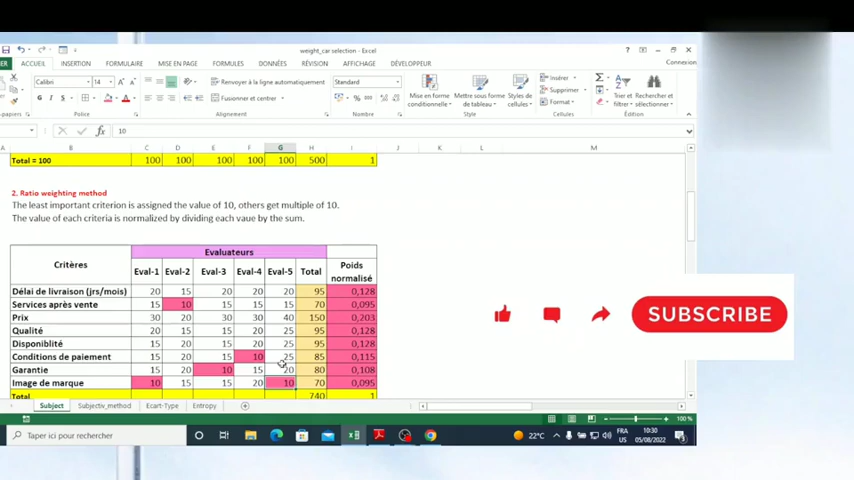 weight_car selection - Excel
ACCUEIL INSERTION FORMULAIRE MISE EN PAGE FORMULES DONNÉES RÉVISION AFFICHAGE DÉVELOPPEUR Connexion
Calibri 14 Renvoyer à la ligne automatiquement Standard Insérer
G Fusionner et centrer Mise en forme conditionnelle Mettre sous forme de tableau Styles de cellules Supprimer Format Trier et filtrer Rechercher et sélectionner
Presse-papiers Police Alignement Nombre Style Cellules Édition
10
B C D E F G H I J K L M
Total = 100 100 100 100 100 100 500 1
2. Ratio weighting method
The least important criterion is assigned the value of 10, others get multiple of 10.
The value of each criteria is normalized by dividing each vaue by the sum.
Critères Evaluateurs
Eval-1 Eval-2 Eval-3 Eval-4 Eval-5 Total Poids normalisé
Délai de livraison (jrs/mois) 20 15 20 20 20 95 0,128
Services après vente 15 10 15 15 15 70 0,095
Prix 30 20 30 30 40 150 0,203
Qualité 20 15 15 20 25 95 0,128
Disponiblité 15 20 15 20 25 95 0,128
Conditions de paiement 15 20 15 10 25 85 0,115
Garantie 15 20 10 15 20 80 0,108
Image de marque 10 15 15 20 10 70 0,095
Total 740 1
SUBSCRIBE
Subject Subjectiv_method Ecart-Type Entropy
100 %
Taper ici pour rechercher 22°C FRA 10:30
US 05/08/2022